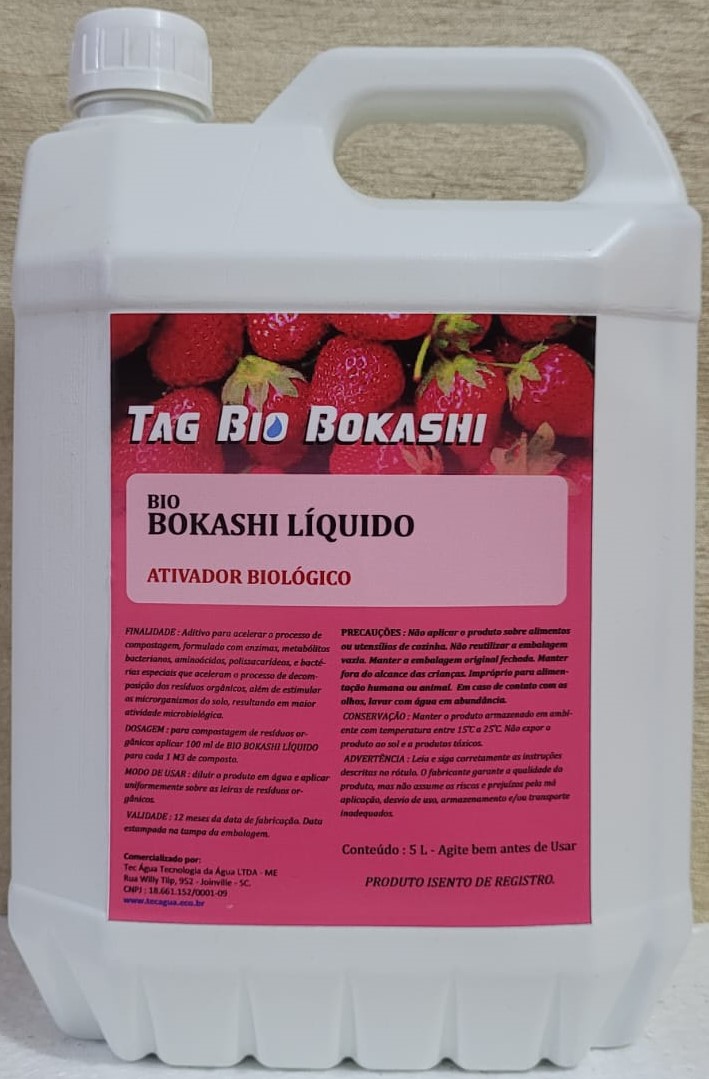 TAG BIO BOKASHI
BIO
BOKASHI LÍQUIDO
ATIVADOR BIOLÓGICO
FINALIDADE : Aditivo para acelerar o processo de
compostagem, formulado com enzimas, metabólitos
bacterianos, aminoácidos, polissacarídeos, e bacté-
rias especiais que aceleram o processo de decom-
posição dos resíduos orgânicos, além de estimular
os microrganismos do solo, resultando em maior
atividade microbiológica.
DOSAGEM : para compostagem de resíduos or-
gânicos aplicar 100 ml de BIO BOKASHI LÍQUIDO
para cada 1 M3 de composto.
MODO DE USAR : diluir o produto em água e aplicar
uniformemente sobre as leiras de resíduos or-
gânicos.
VALIDADE : 12 meses da data de fabricação. Data
estampada na tampa da embalagem.
Comercializado por:
Tec Água Tecnologia da Água LTDA - ME
Rua Willy Tilp, 952 - Joinville - SC.
CNPJ : 18.661.152/0001-09
www.tecagua.eco.br
PRECAUÇÕES : Não aplicar o produto sobre alimentos
ou utensílios de cozinha. Não reutilizar a embalagem
vazia. Manter a embalagem original fechada. Manter
fora do alcance das crianças. Impróprio para alimen-
tação humana ou animal. Em caso de contato com os
olhos, lavar com água em abundância.
CONSERVAÇÃO : Manter o produto armazenado em ambi-
ente com temperatura entre 15°C a 25°C. Não expor o
produto ao sol e a produtos tóxicos.
ADVERTÊNCIA : Leia e siga corretamente as instruções
descritas no rótulo. O fabricante garante a qualidade do
produto, mas não assume os riscos e prejuízos pela má
aplicação, desvio de uso, armazenamento e/ou transporte
inadequados.
Conteúdo : 5 L - Agite bem antes de Usar
PRODUTO ISENTO DE REGISTRO.